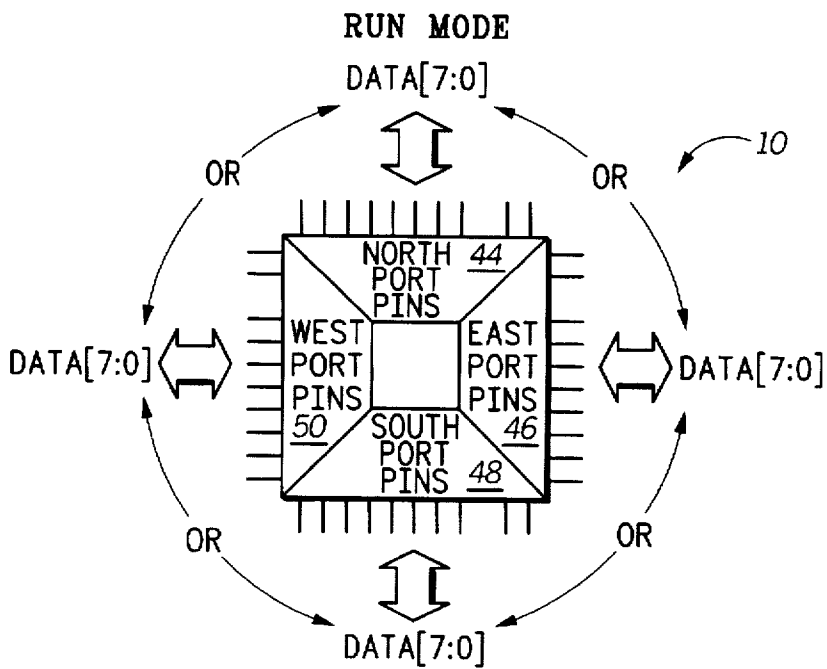 RUN MODE
DATA[7:0]
10
OR
OR
NORTH 44
PORT
PINS
WEST
PORT
PINS
50
EAST
PORT
PINS
46
DATA[7:0]
DATA[7:0]
SOUTH
PORT
PINS 48
OR
OR
DATA[7:0]